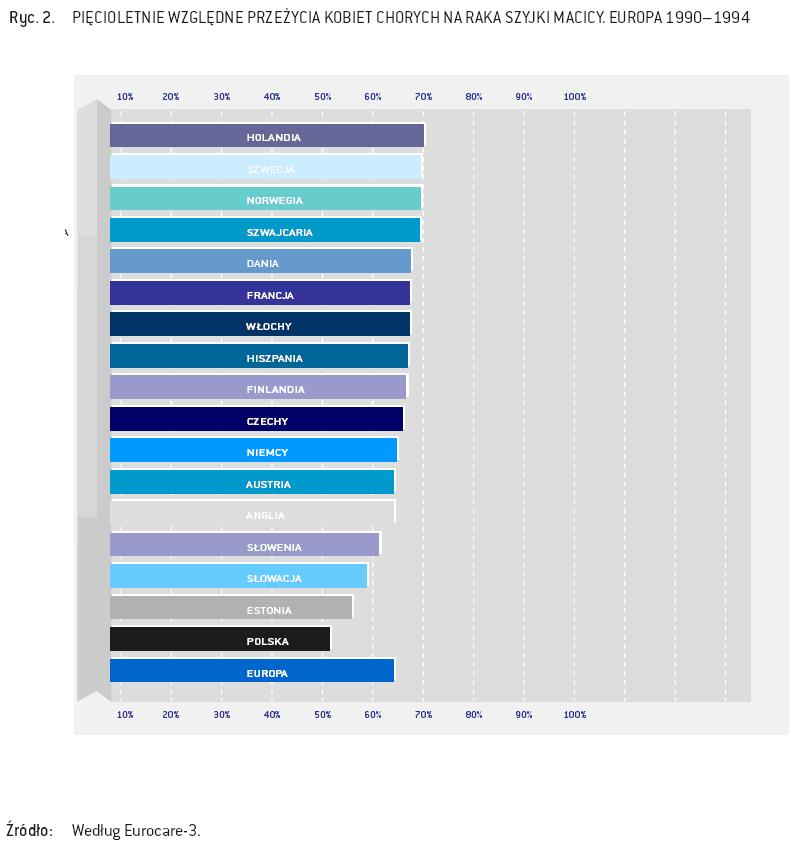 Ryc. 2. PIĘCIOLETNIE WZGLĘDNE PRZEŻYCIA KOBIET CHORYCH NA RAKA SZYJKI MACICY. EUROPA 1990–1994
10% 20% 30% 40% 50% 60% 70% 80% 90% 100%
HOLANDIA
SZWECJA
NORWEGIA
SZWAJCARIA
DANIA
FRANCJA
WŁOCHY
HISZPANIA
FINLANDIA
CZECHY
NIEMCY
AUSTRIA
ANGLIA
SŁOWENIA
SŁOWACJA
ESTONIA
POLSKA
EUROPA
10% 20% 30% 40% 50% 60% 70% 80% 90% 100%
Źródło: Według Eurocare-3.